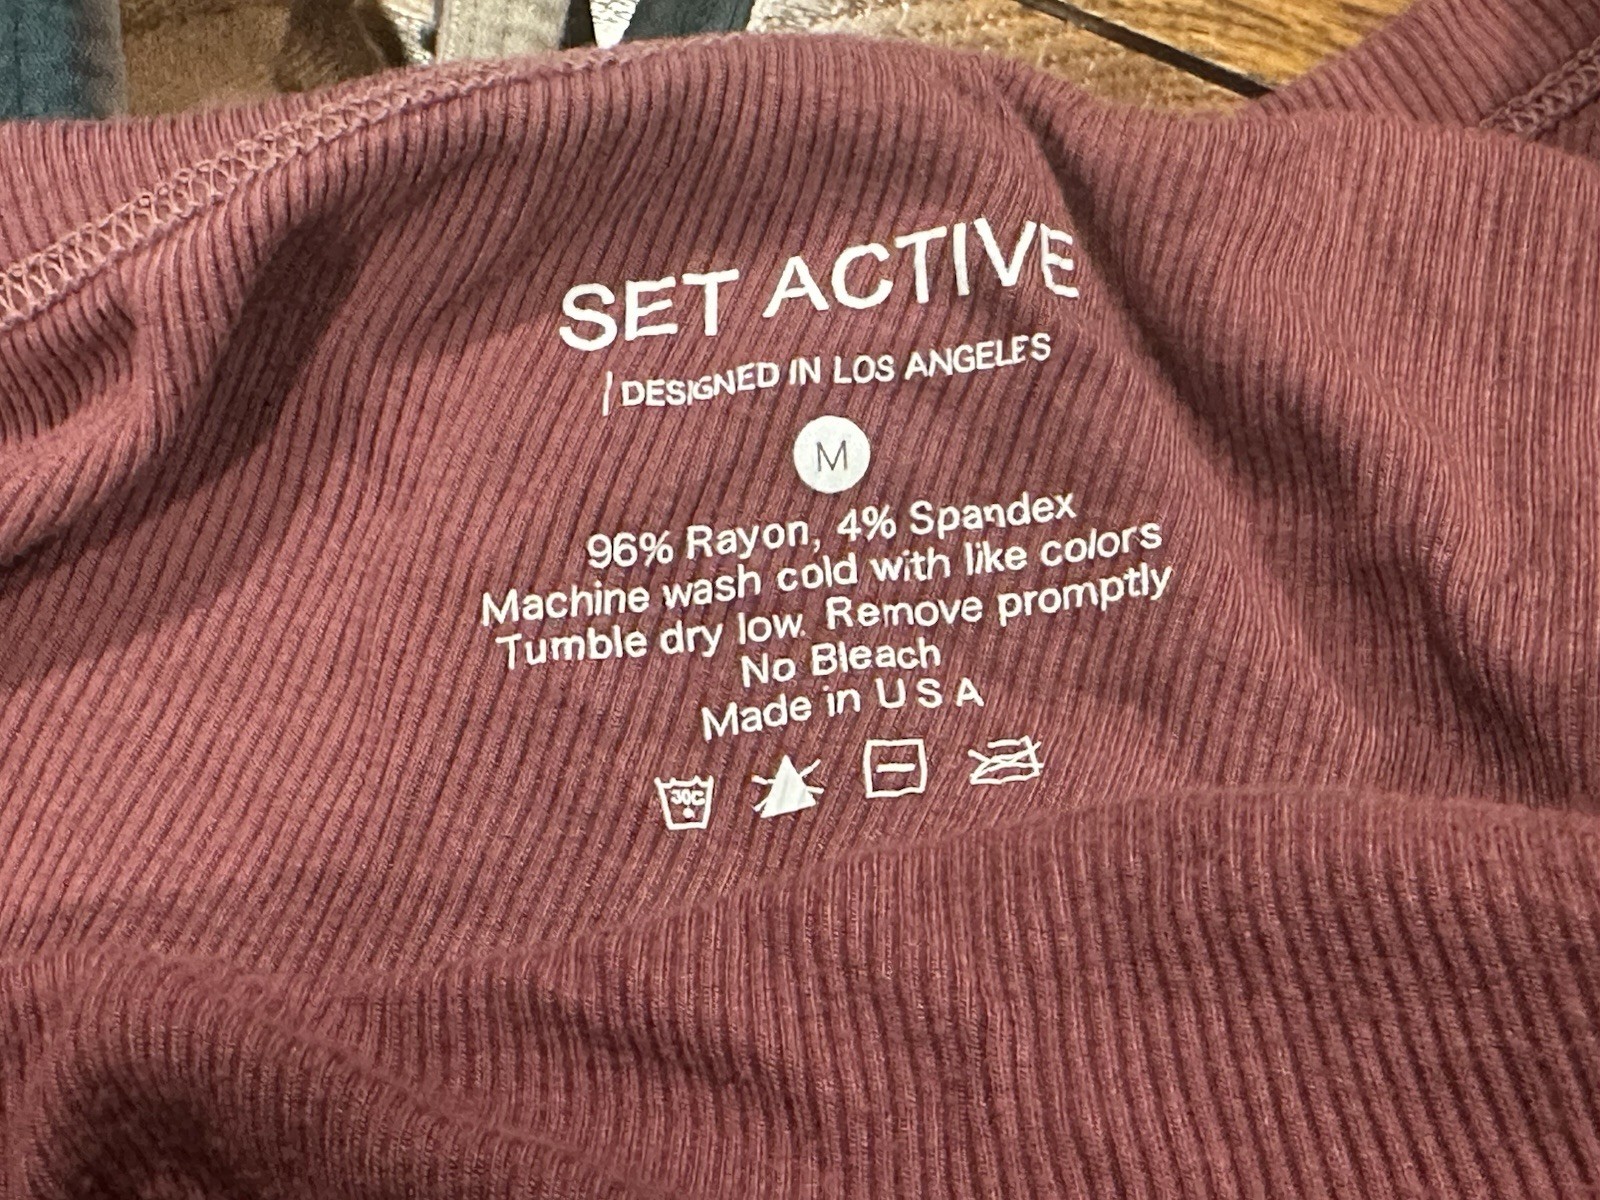 SET ACTIVE
| DESIGNED IN LOS ANGELES
M
96% Rayon, 4% Spandex
Machine wash cold with like colors
Tumble dry low. Remove promptly
No Bleach
Made in U S A
30C